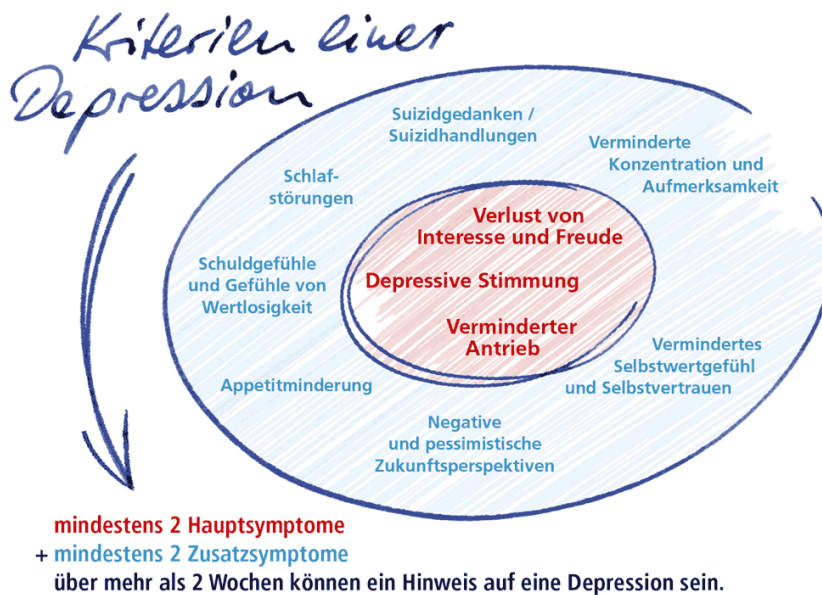 Kriterien einer
Depression
Suizidgedanken /
Suizidhandlungen
Verminderte
Konzentration und
Aufmerksamkeit
Schlaf-
störungen
Verlust von
Interesse und Freude
Schuldgefühle
und Gefühle von
Wertlosigkeit
Depressive Stimmung
Verminderter
Antrieb
Vermindertes
Selbstwertgefühl
und Selbstvertrauen
Appetitminderung
Negative
und pessimistische
Zukunftsperspektiven
mindestens 2 Hauptsymptome
+ mindestens 2 Zusatzsymptome
über mehr als 2 Wochen können ein Hinweis auf eine Depression sein.